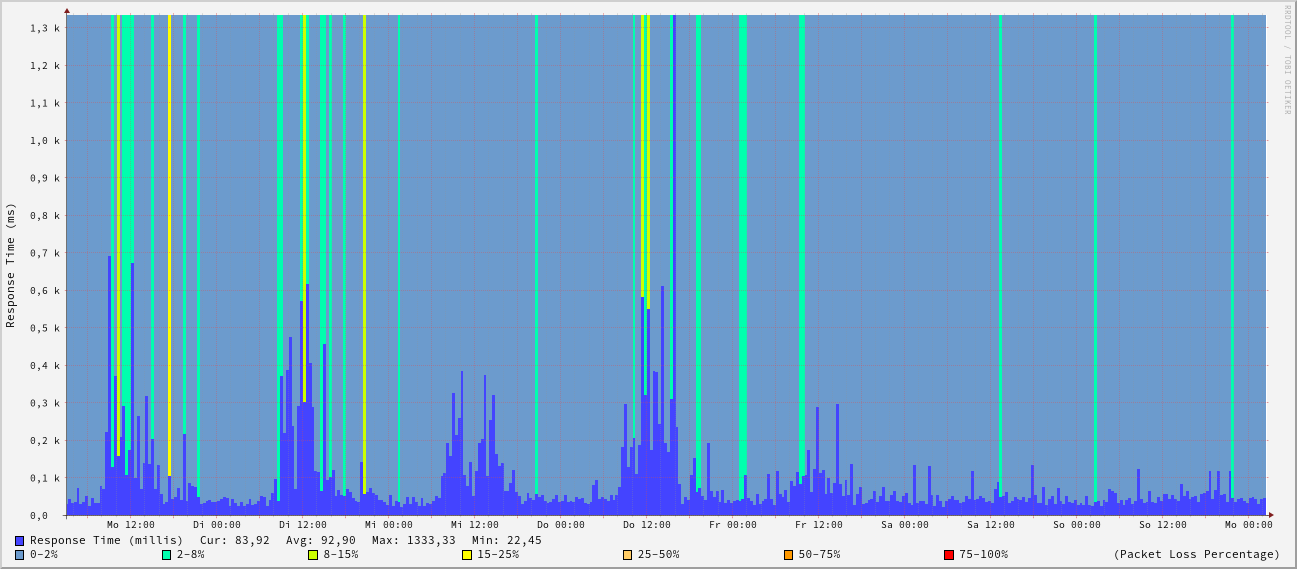 RRDTOOL / TOBI OETIKER
Response Time (ms)
1,3 k
1,2 k
1,1 k
1,0 k
0,9 k
0,8 k
0,7 k
0,6 k
0,5 k
0,4 k
0,3 k
0,2 k
0,1 k
0,0
Mo 12:00 Di 00:00 Di 12:00 Mi 00:00 Mi 12:00 Do 00:00 Do 12:00 Fr 00:00 Fr 12:00 Sa 00:00 Sa 12:00 So 00:00 So 12:00 Mo 00:00
Response Time (millis) Cur: 83,92 Avg: 92,90 Max: 1333,33 Min: 22,45
0-2% 2-8% 8-15% 15-25% 25-50% 50-75% 75-100% (Packet Loss Percentage)